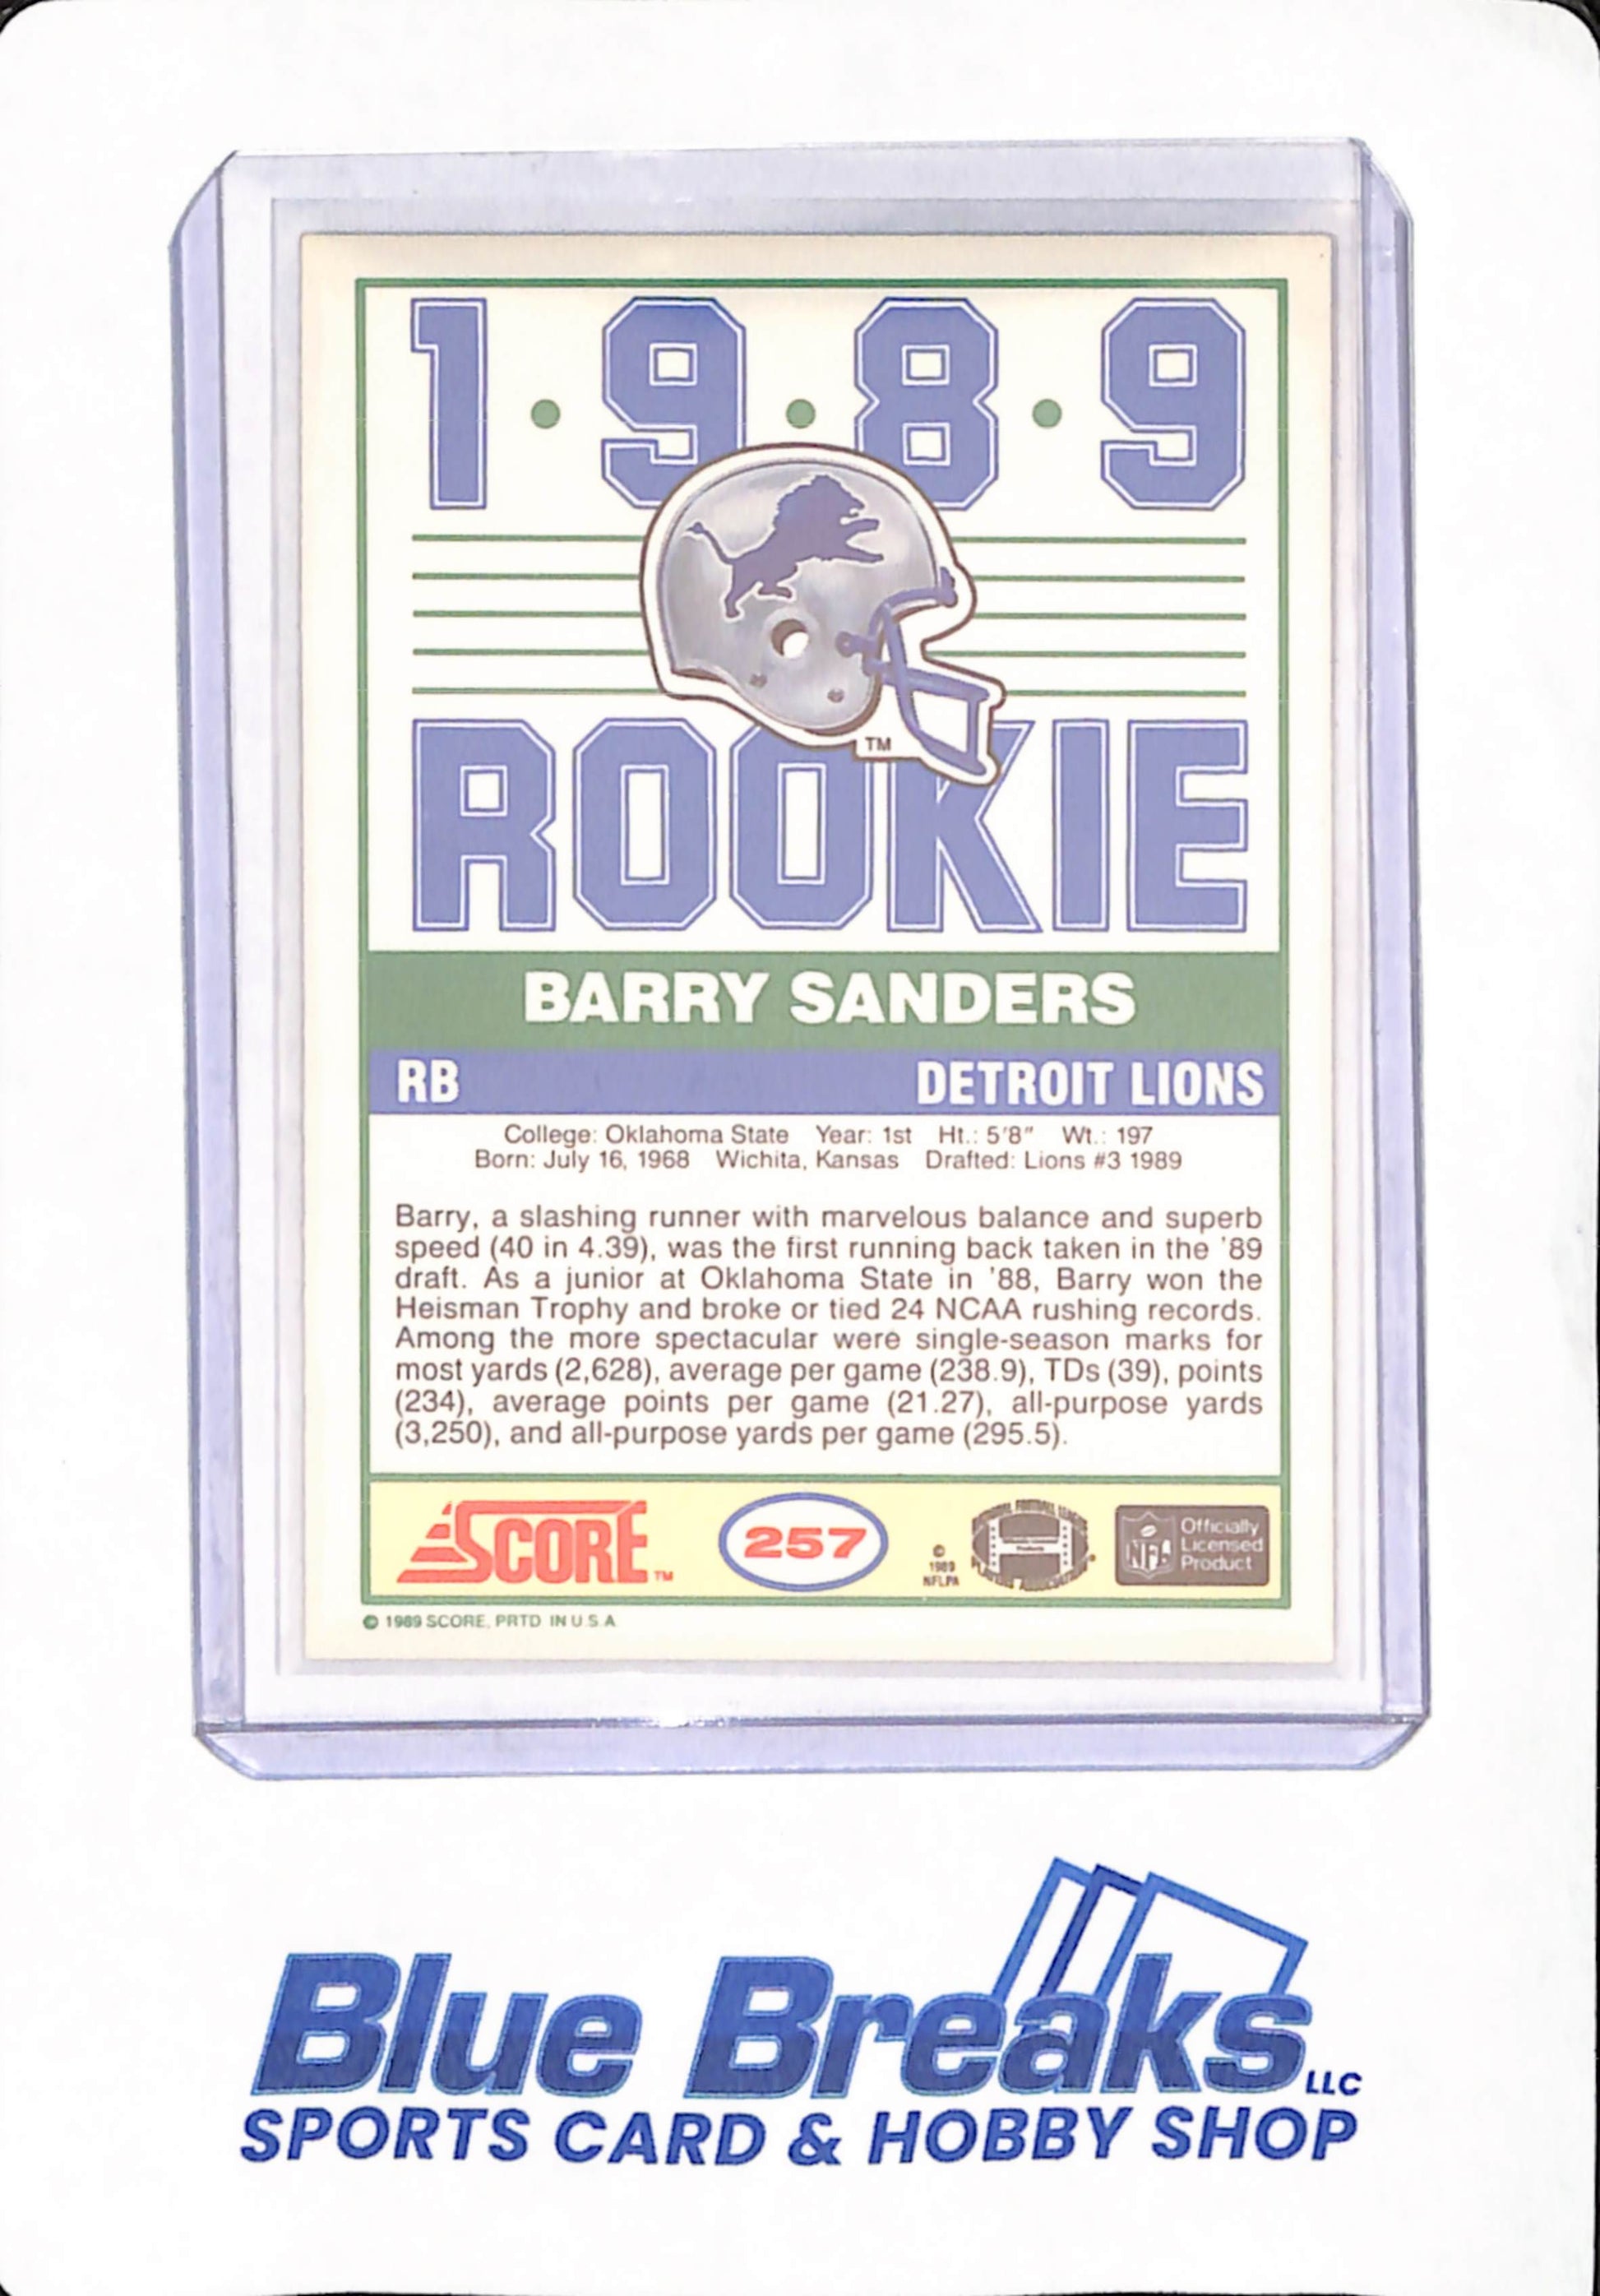 1•9•8•9
TM
ROOKIE
BARRY SANDERS
RB DETROIT LIONS
College: Oklahoma State Year: 1st Ht.: 5'8" Wt.: 197
Born: July 16, 1968 Wichita, Kansas Drafted: Lions #3 1989
Barry, a slashing runner with marvelous balance and superb
speed (40 in 4.39), was the first running back taken in the '89
draft. As a junior at Oklahoma State in '88, Barry won the
Heisman Trophy and broke or tied 24 NCAA rushing records.
Among the more spectacular were single-season marks for
most yards (2,628), average per game (238.9), TDs (39), points
(234), average points per game (21.27), all-purpose yards
(3,250), and all-purpose yards per game (295.5).
SCORE TM
257
© 1989 NFLPA
NFL
Officially
Licensed
Product
© 1989 SCORE, PRTD IN U.S.A.
Blue Breaks LLC
SPORTS CARD & HOBBY SHOP